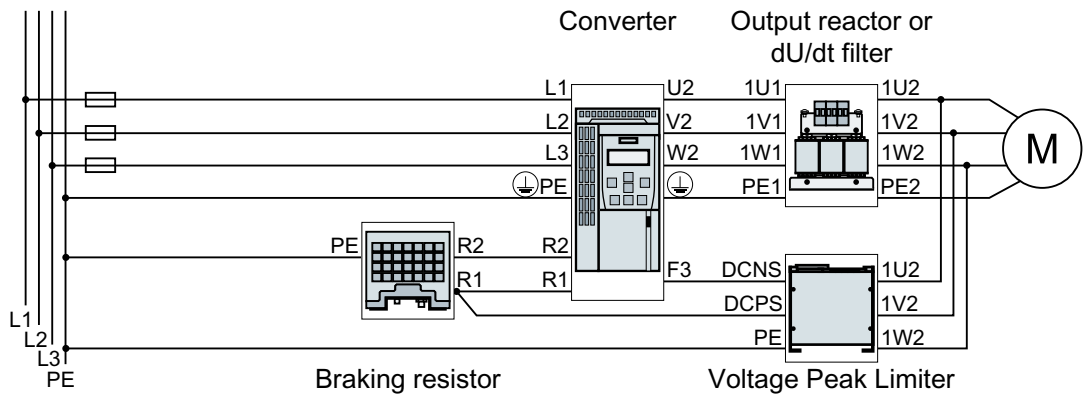 Converter
Output reactor or
dU/dt filter
L1
U2
1U1
1U2
L2
V2
1V1
1V2
L3
W2
1W1
1W2
M
PE
PE1
PE2
PE
R2
R2
R1
R1
F3
DCNS
1U2
DCPS
1V2
PE
1W2
L1
L2
L3
PE
Braking resistor
Voltage Peak Limiter